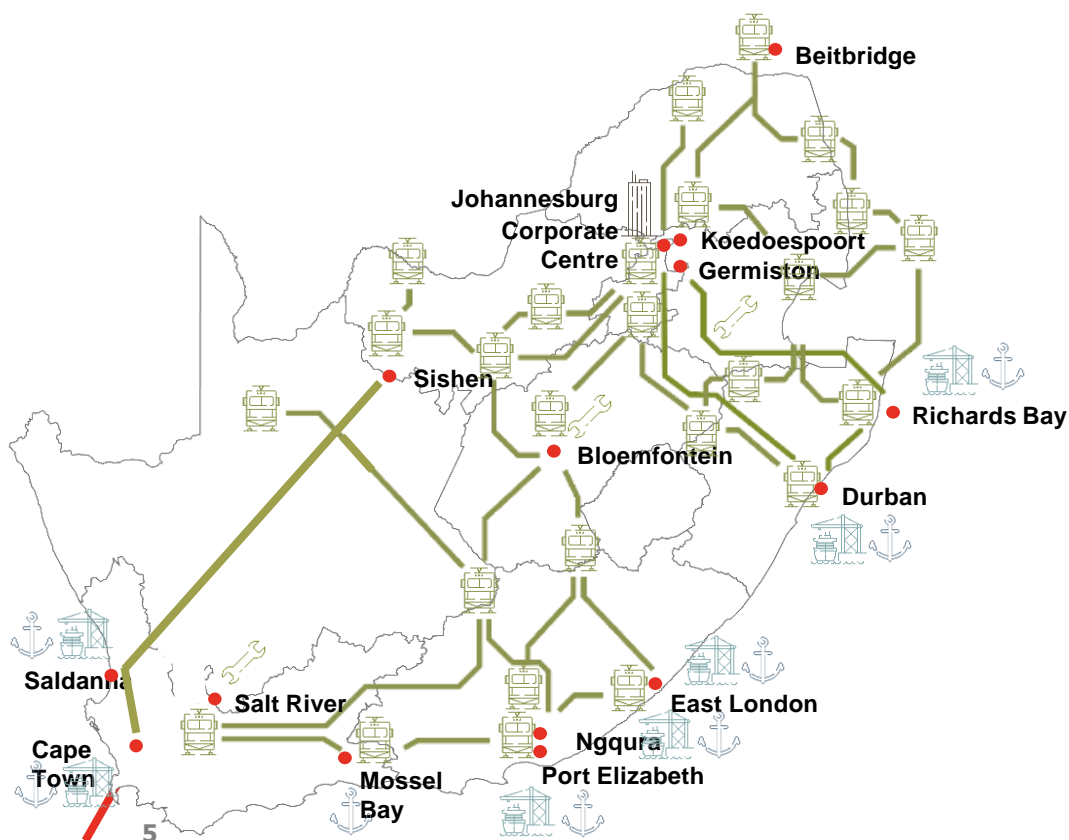 Beitbridge
Johannesburg
Corporate
Centre
Koedoespoort
Germiston
Sishen
Richards Bay
Bloemfontein
Durban
Saldanha
Salt River
East London
Ngqura
Cape
Town
Port Elizabeth
Mossel
Bay
5